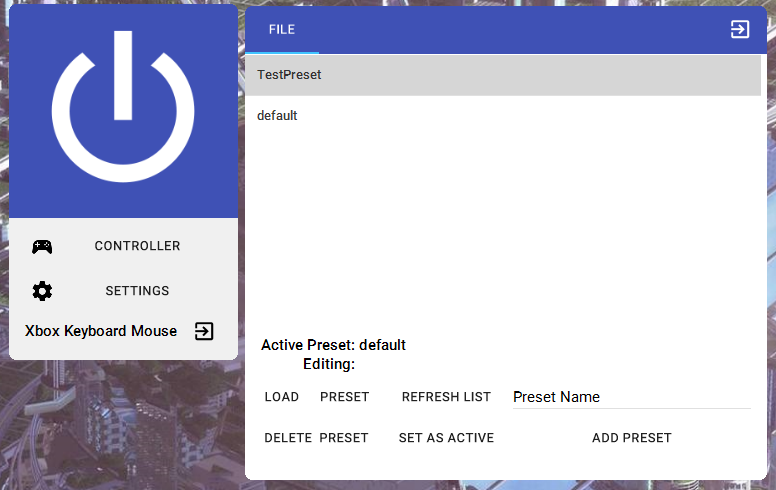 FILE
TestPreset
default
CONTROLLER
SETTINGS
Xbox Keyboard Mouse
Active Preset: default
Editing:
LOAD PRESET
REFRESH LIST
Preset Name
DELETE PRESET
SET AS ACTIVE
ADD PRESET